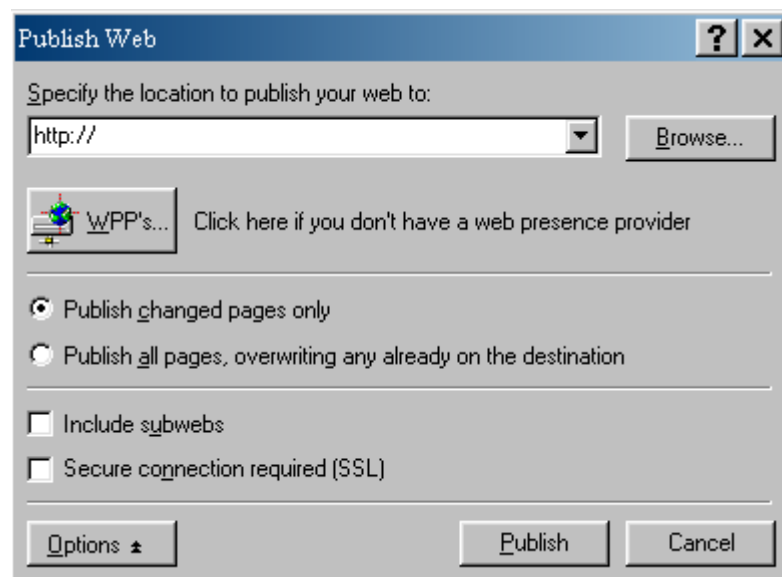 Publish Web
Specify the location to publish your web to:
http://
Browse...
WPP's...
Click here if you don't have a web presence provider
Publish changed pages only
Publish all pages, overwriting any already on the destination
Include subwebs
Secure connection required (SSL)
Options
Publish
Cancel